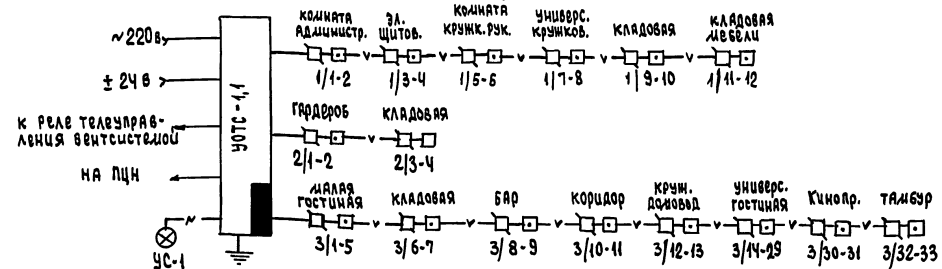 ~220в
±24в
К РЕЛЕ ТЕЛЕУПРАВ-
ЛЕНИЯ ВЕНТСИСТЕМОЙ
НА ПЦН
~
УС-1
УОТС-1,1
КОМНАТА
АДМИНИСТР.
1/1-2
ЭЛ.
ЩИТОВ.
1/3-4
КОМНАТА
КРУЖК.РУК.
1/5-6
УНИВЕРС.
КРУЖКОВ.
1/7-8
КЛАДОВАЯ
1/9-10
КЛАДОВАЯ
МЕБЕЛИ
1/11-12
ГАРДЕРОБ
2/1-2
КЛАДОВАЯ
2/3-4
МАЛАЯ
ГОСТИНАЯ
3/1-5
КЛАДОВАЯ
3/6-7
БАР
3/8-9
КОРИДОР
3/10-11
КРУЖ.
ДОМОВОД.
3/12-13
УНИВЕРС.
ГОСТИНАЯ
3/14-29
КИНОПР.
3/30-31
ТАМБУР
3/32-33